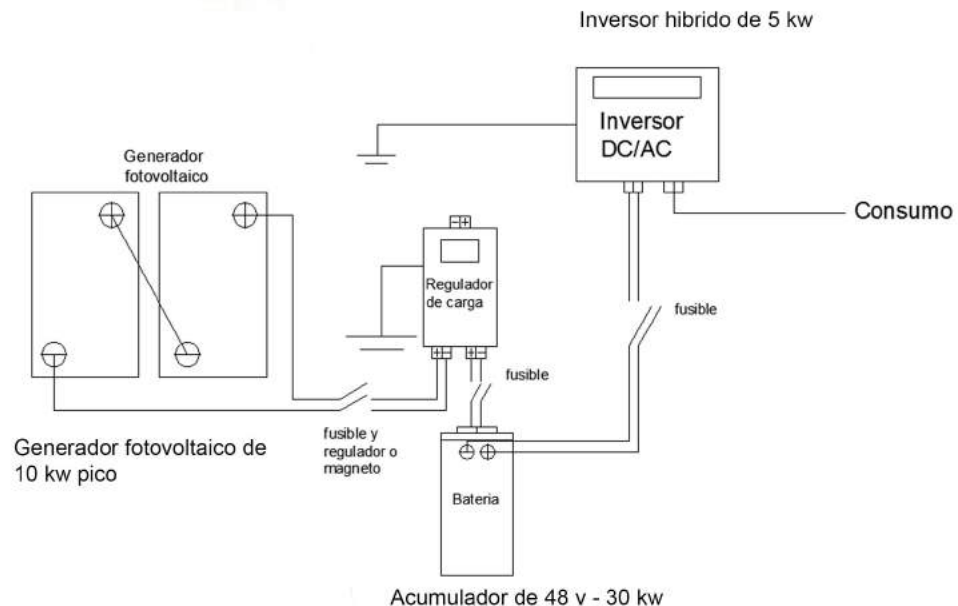 Inversor hibrido de 5 kw
Inversor
DC/AC
Generador
fotovoltaico
Consumo
Regulador
de carga
fusible
fusible
fusible y
regulador o
magneto
Generador fotovoltaico de
10 kw pico
Bateria
Acumulador de 48 v - 30 kw